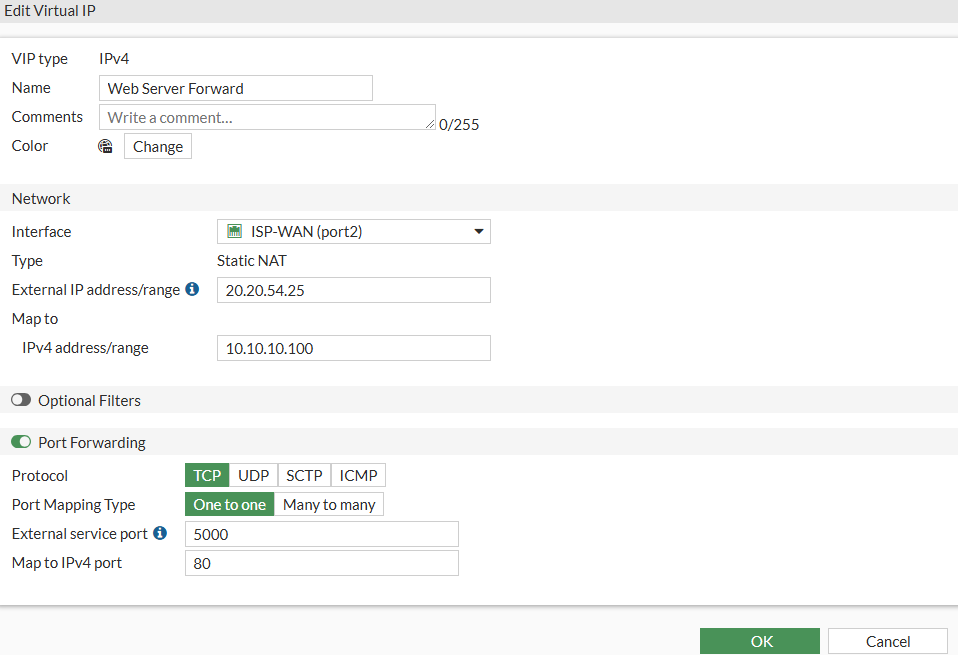 Edit Virtual IP
VIP type IPv4
Name Web Server Forward
Comments Write a comment... 0/255
Color Change
Network
Interface ISP-WAN (port2)
Type Static NAT
External IP address/range 20.20.54.25
Map to
IPv4 address/range 10.10.10.100
Optional Filters
Port Forwarding
Protocol TCP UDP SCTP ICMP
Port Mapping Type One to one Many to many
External service port 5000
Map to IPv4 port 80
OK Cancel